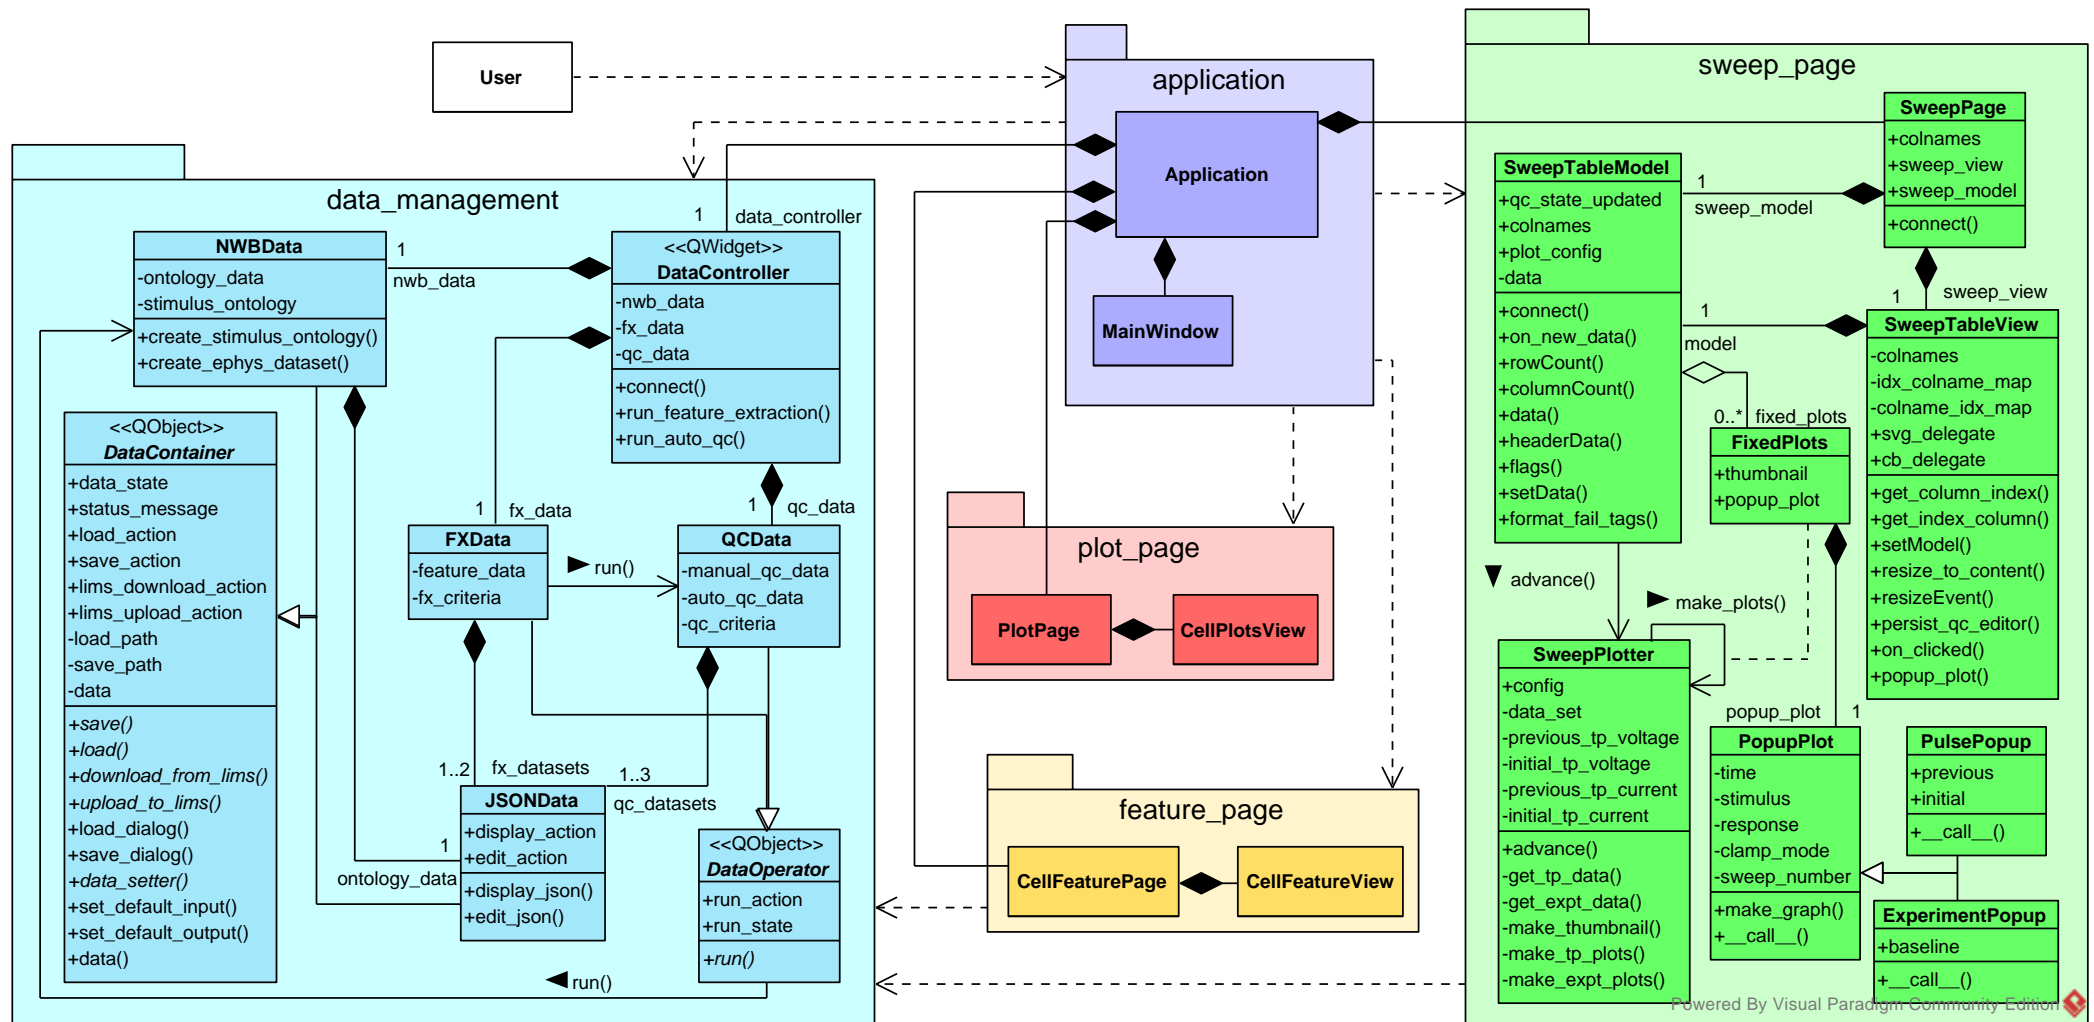 User
application
Application
MainWindow
data_management
1
data_controller
NWBData
-ontology_data
-stimulus_ontology
+create_stimulus_ontology()
+create_ephys_dataset()
1
nwb_data
<<QWidget>>
DataController
-nwb_data
-fx_data
-qc_data
+connect()
+run_feature_extraction()
+run_auto_qc()
<<QObject>>
DataContainer
+data_state
+status_message
+load_action
+save_action
+lims_download_action
+lims_upload_action
-load_path
-save_path
-data
+save()
+load()
+download_from_lims()
+upload_to_lims()
+load_dialog()
+save_dialog()
+data_setter()
+set_default_input()
+set_default_output()
+data()
1
fx_data
1
qc_data
FXData
-feature_data
-fx_criteria
run()
QCData
-manual_qc_data
-auto_qc_data
-qc_criteria
1..2
fx_datasets
1..3
qc_datasets
JSONData
+display_action
+edit_action
+display_json()
+edit_json()
1
ontology_data
<<QObject>>
DataOperator
+run_action
+run_state
+run()
run()
plot_page
PlotPage
CellPlotsView
feature_page
CellFeaturePage
CellFeatureView
sweep_page
SweepPage
+colnames
+sweep_view
+sweep_model
+connect()
SweepTableModel
+qc_state_updated
+colnames
+plot_config
-data
+connect()
+on_new_data()
+rowCount()
+columnCount()
+data()
+headerData()
+flags()
+setData()
+format_fail_tags()
1
sweep_model
1
sweep_view
1
model
SweepTableView
-colnames
-idx_colname_map
-colname_idx_map
+svg_delegate
+cb_delegate
+get_column_index()
+get_index_column()
+setModel()
+resize_to_content()
+resizeEvent()
+persist_qc_editor()
+on_clicked()
+popup_plot()
0..*
fixed_plots
FixedPlots
+thumbnail
+popup_plot
advance()
make_plots()
SweepPlotter
+config
-data_set
-previous_tp_voltage
-initial_tp_voltage
-previous_tp_current
-initial_tp_current
+advance()
-get_tp_data()
-get_expt_data()
-make_thumbnail()
-make_tp_plots()
-make_expt_plots()
popup_plot
1
PopupPlot
-time
-stimulus
-response
-clamp_mode
-sweep_number
+make_graph()
+__call__()
PulsePopup
+previous
+initial
+__call__()
ExperimentPopup
+baseline
+__call__()
Powered By Visual Paradigm Community Edition